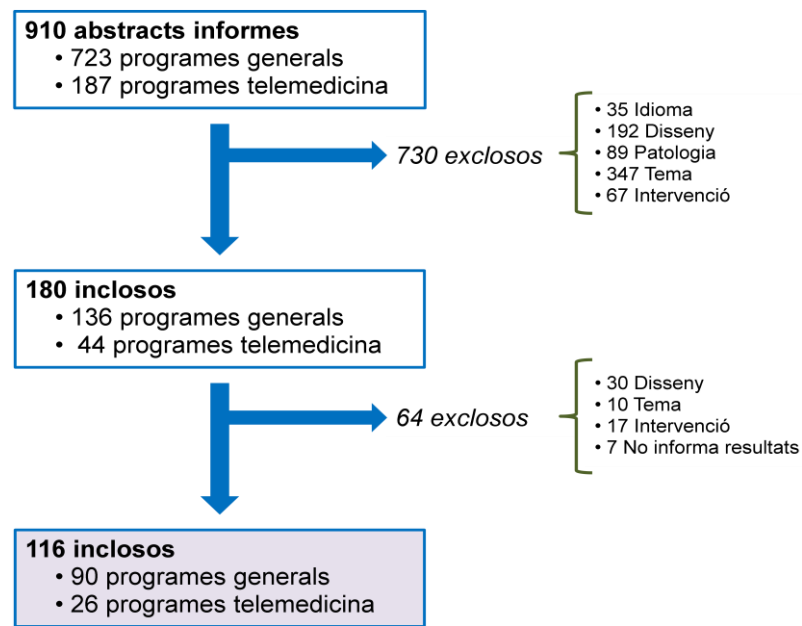 910 abstracts informes
• 723 programes generals
• 187 programes telemedicina
730 exclosos
• 35 Idioma
• 192 Disseny
• 89 Patologia
• 347 Tema
• 67 Intervenció
180 inclosos
• 136 programes generals
• 44 programes telemedicina
64 exclosos
• 30 Disseny
• 10 Tema
• 17 Intervenció
• 7 No informa resultats
116 inclosos
• 90 programes generals
• 26 programes telemedicina